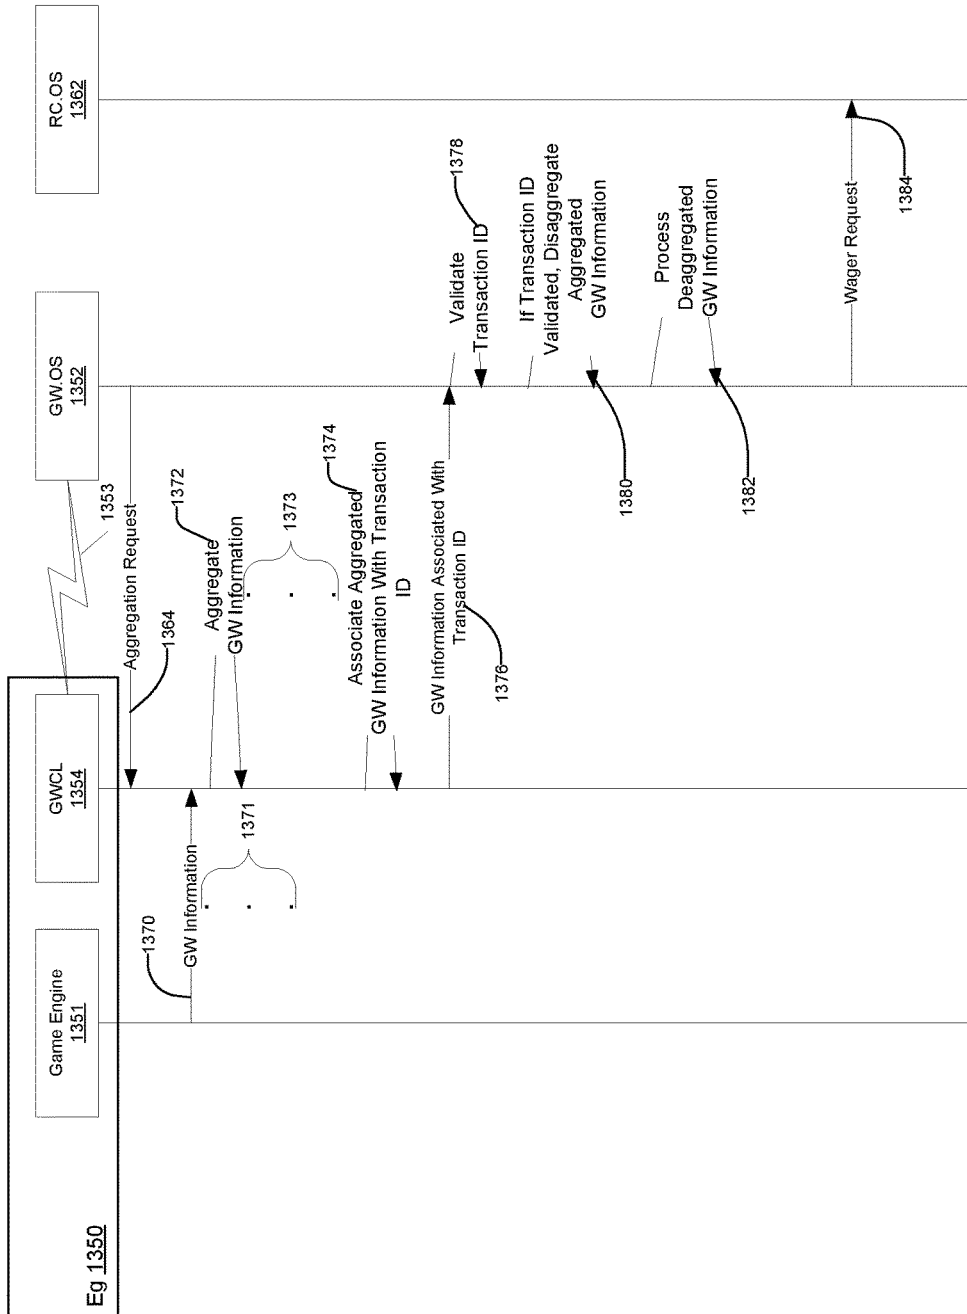 Eg 1350
Game Engine
1351
GWCL
1354
GW.OS
1352
RC.OS
1362
1353
Aggregation Request
1364
1370
GW Information
1371
1372
Aggregate
GW Information
1373
1374
Associate Aggregated
GW Information With Transaction
ID
GW Information Associated With
Transaction ID
1376
Validate
Transaction ID
1378
If Transaction ID
Validated, Disaggregate
Aggregated
GW Information
1380
Process
Deaggregated
GW Information
1382
Wager Request
1384